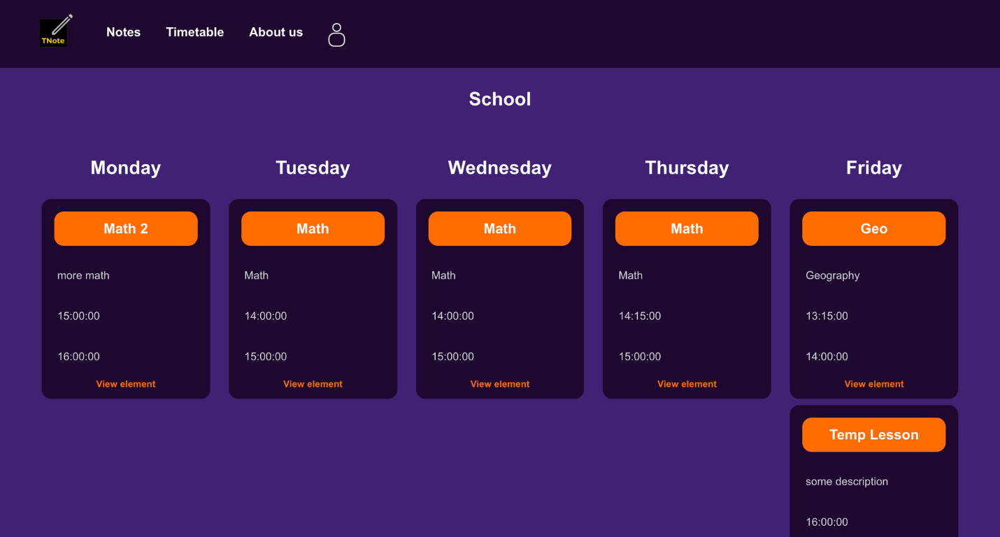 TNote
Notes Timetable About us
School
Monday Tuesday Wednesday Thursday Friday
Math 2 Math Math Math Geo
more math Math Math Math Geography
15:00:00 14:00:00 14:00:00 14:15:00 13:15:00
16:00:00 15:00:00 15:00:00 15:00:00 14:00:00
View element View element View element View element View element
Temp Lesson
some description
16:00:00